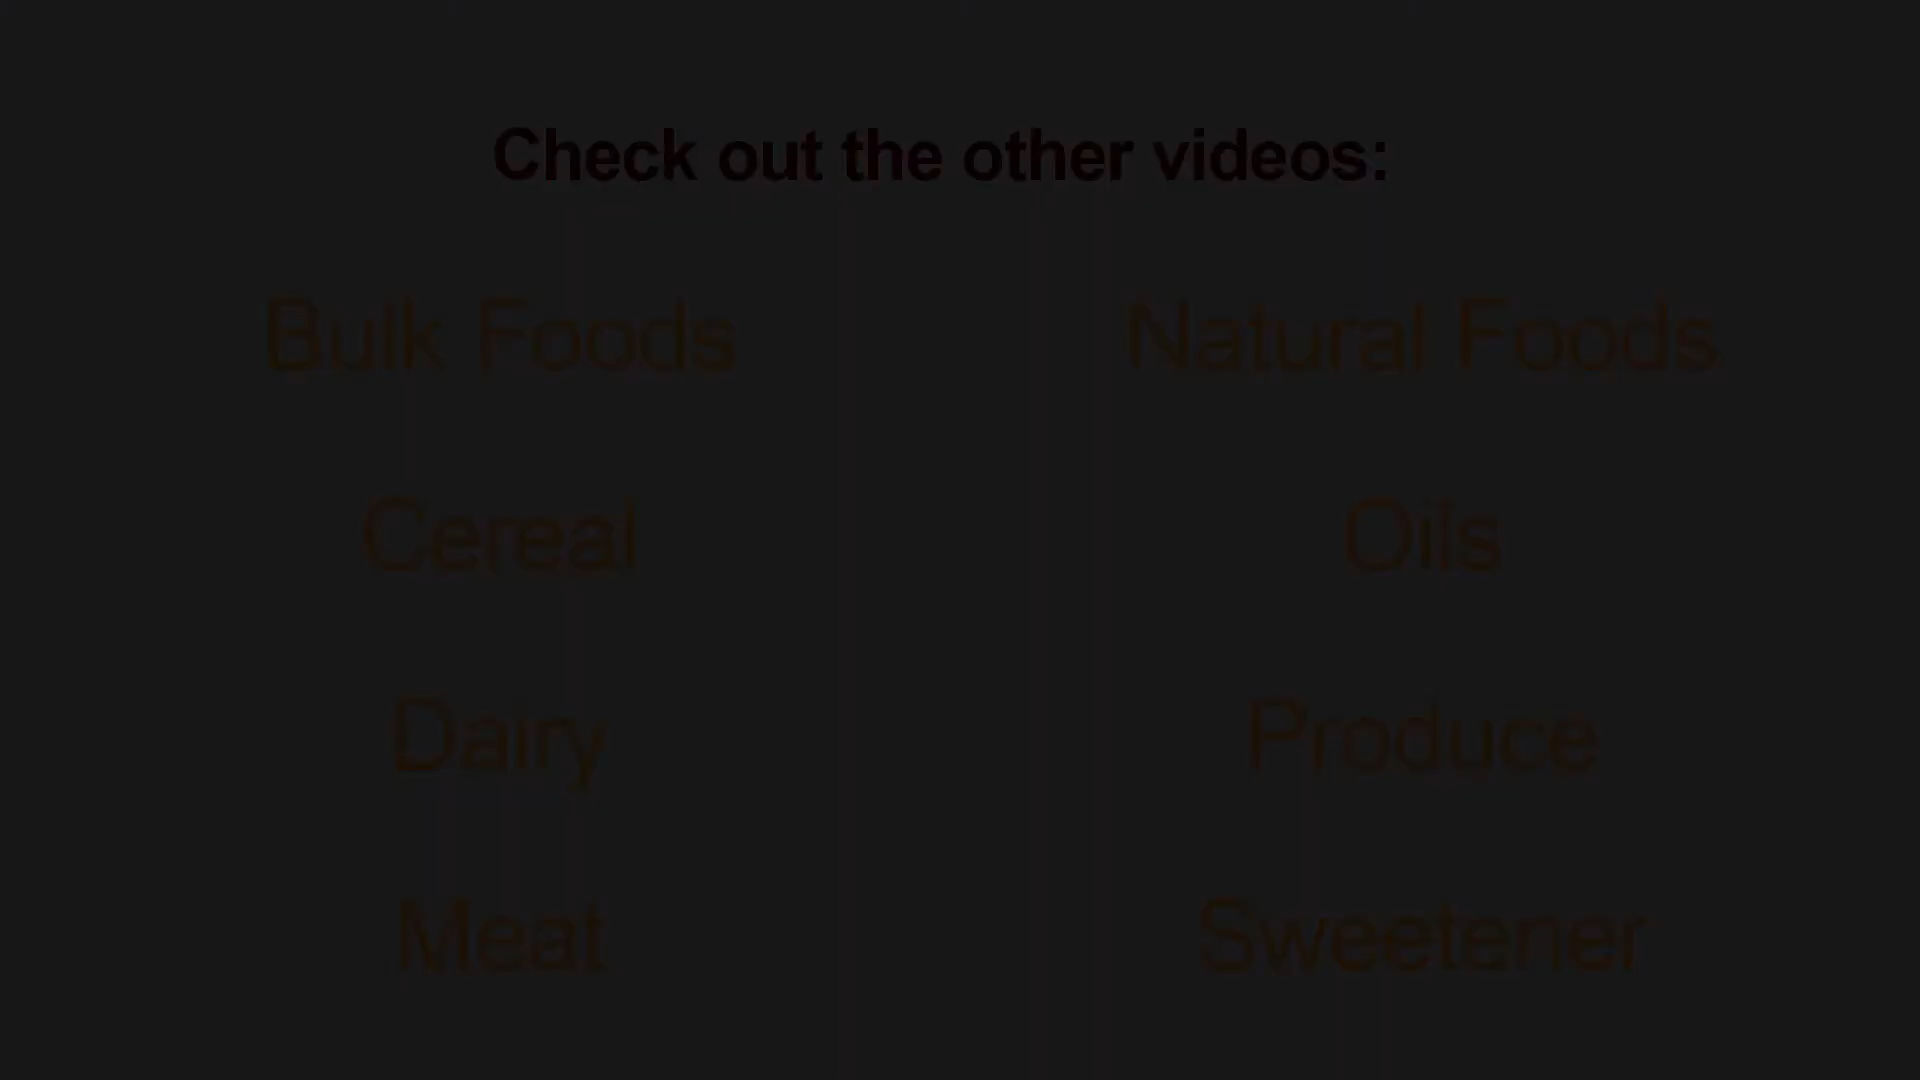 Check out the other videos:
Bulk Foods
Natural Foods
Cereal
Oils
Dairy
Produce
Meat
Sweetener